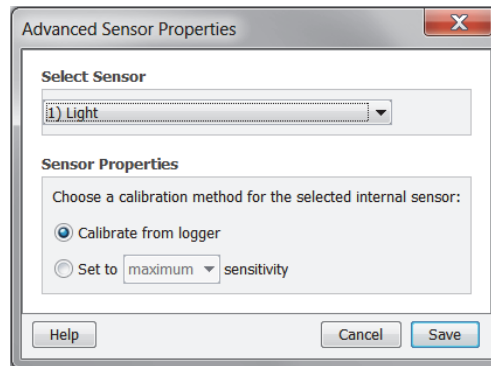 Advanced Sensor Properties
Select Sensor
1) Light
Sensor Properties
Choose a calibration method for the selected internal sensor:
Calibrate from logger
Set to maximum sensitivity
Help Cancel Save